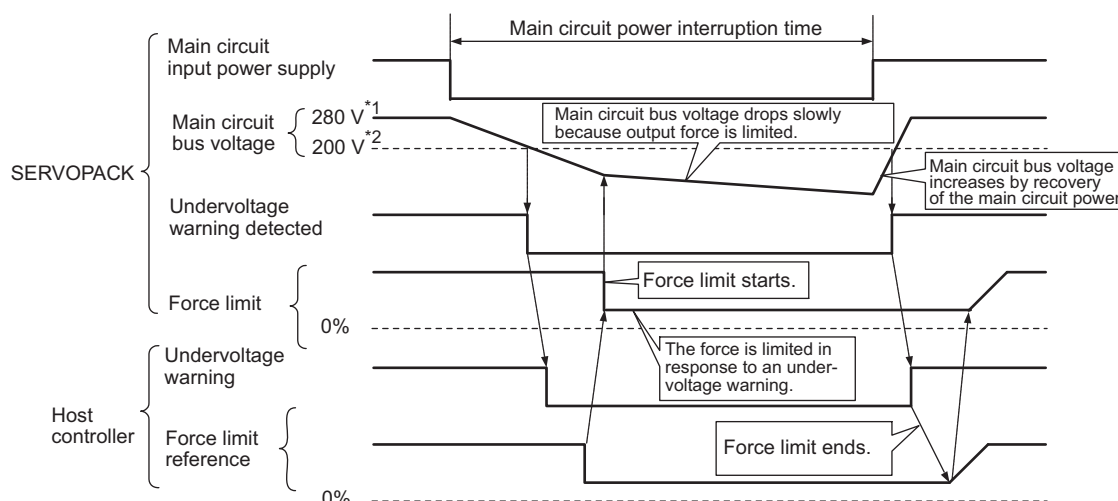 Main circuit power interruption time
Main circuit
input power supply
Main circuit
bus voltage
280 V*1
200 V*2
Main circuit bus voltage drops slowly
because output force is limited.
SERVOPACK
Main circuit bus voltage
increases by recovery
of the main circuit power.
Undervoltage
warning detected
Force limit starts.
Force limit
0%
The force is limited in
response to an under-
voltage warning.
Undervoltage
warning
Host
controller
Force limit
reference
Force limit ends.
0%